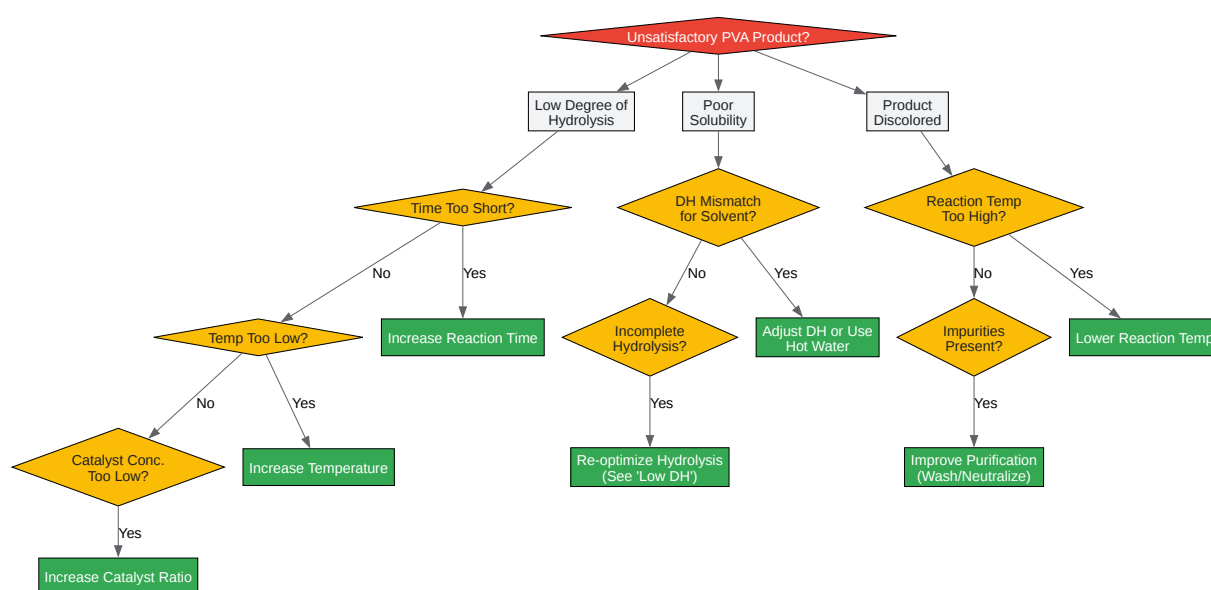 Unsatisfactory PVA Product?
Low Degree of
Hydrolysis
Poor
Solubility
Product
Discolored
Time Too Short?
DH Mismatch
for Solvent?
Reaction Temp
Too High?
No
Yes
No
Yes
No
Yes
Temp Too Low?
Increase Reaction Time
Incomplete
Hydrolysis?
Adjust DH or Use
Hot Water
Impurities
Present?
Lower Reaction Temp
No
Yes
Yes
Yes
Catalyst Conc.
Too Low?
Increase Temperature
Re-optimize Hydrolysis
(See 'Low DH')
Improve Purification
(Wash/Neutralize)
Yes
Increase Catalyst Ratio